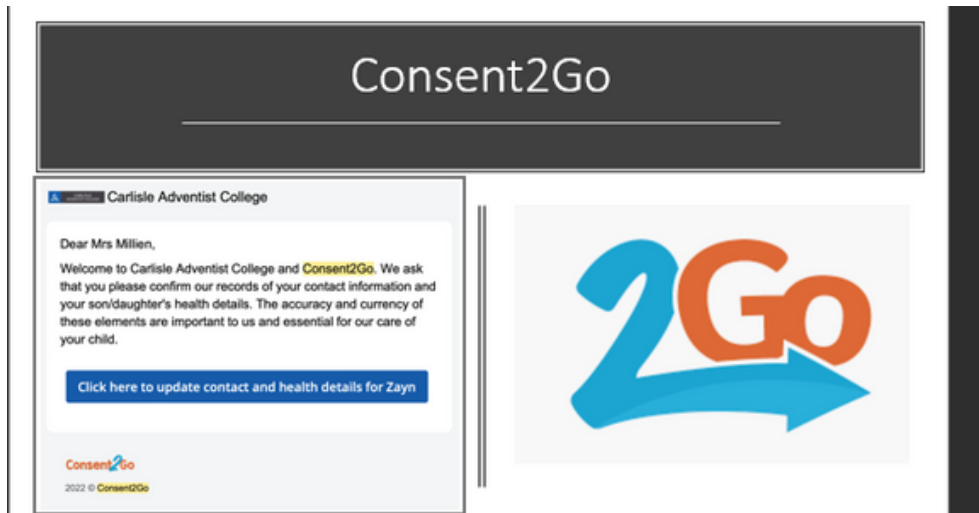 Consent2Go
Carlisle Adventist College
Dear Mrs Millien,
Welcome to Carlisle Adventist College and Consent2Go. We ask
that you please confirm our records of your contact information and
your son/daughter's health details. The accuracy and currency of
these elements are important to us and essential for our care of
your child.
Click here to update contact and health details for Zayn
Consent2Go
2022 © Consent2Go
2Go